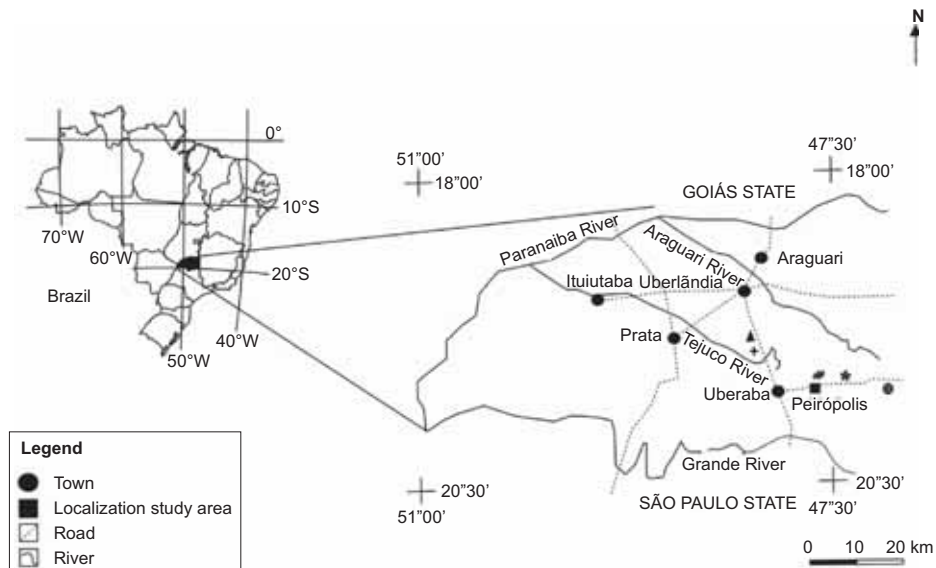 N
0°
10°S
20°S
70°W
60°W
50°W
40°W
Brazil
51°00'
18°00'
47°30'
18°00'
GOIÁS STATE
Paranaiba River
Araguari River
Araguari
Ituiutaba
Uberlãndia
Prata
Tejuco River
Uberaba
Peirópolis
Grande River
SÃO PAULO STATE
20°30'
51°00'
20°30'
47°30'
0 10 20 km
Legend
Town
Localization study area
Road
River